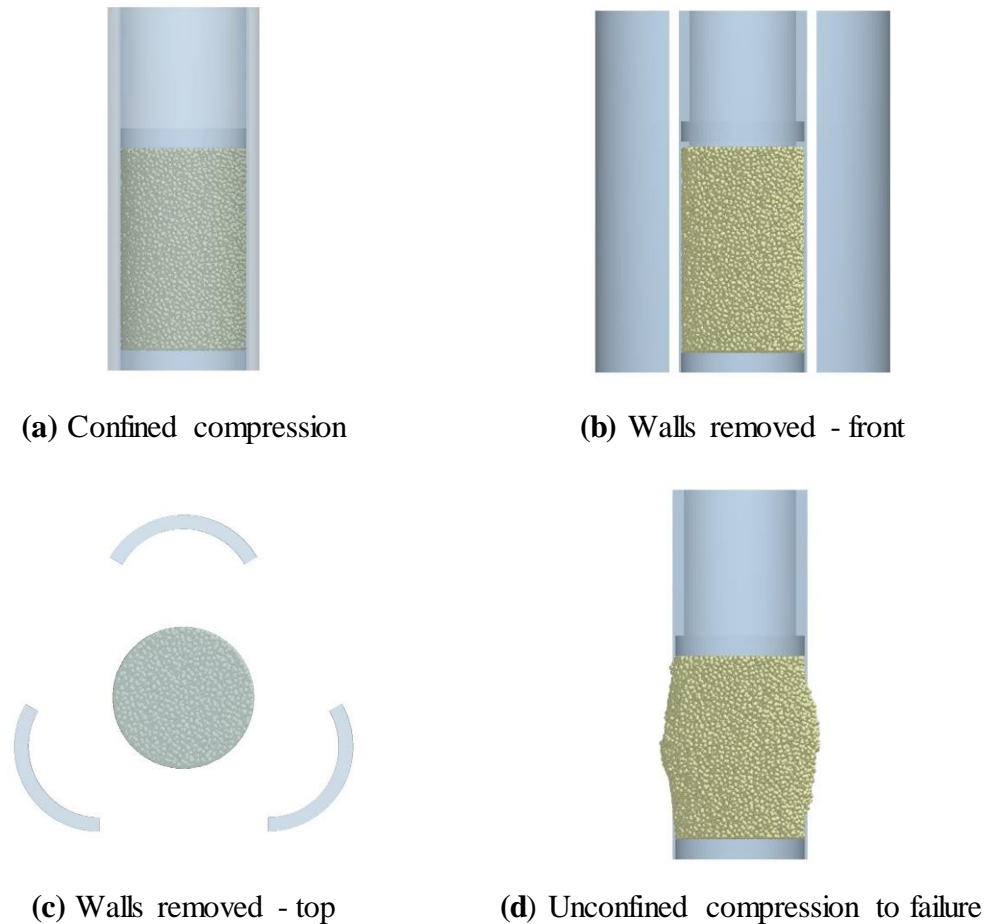 (a) Confined compression
(b) Walls removed - front
(c) Walls removed - top
(d) Unconfined compression to failure